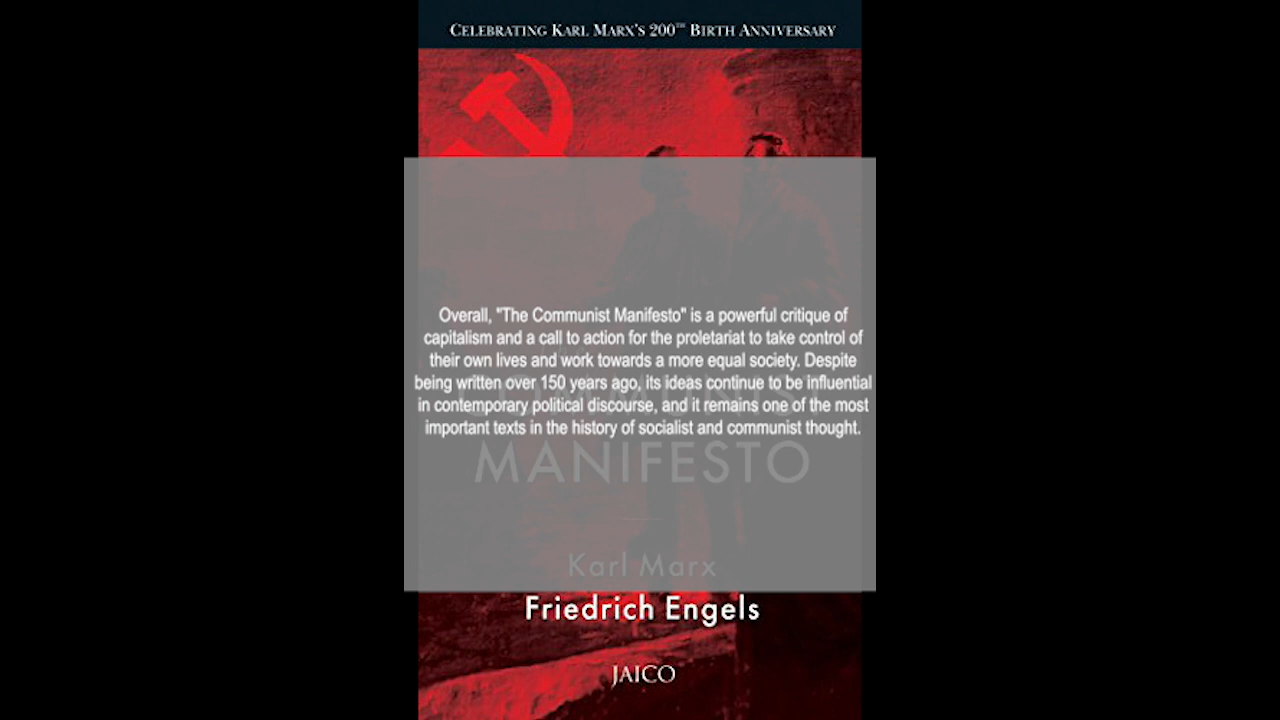 CELEBRATING KARL MARX'S 200TH BIRTH ANNIVERSARY
Overall, "The Communist Manifesto" is a powerful critique of
capitalism and a call to action for the proletariat to take control of
their own lives and work towards a more equal society. Despite
being written over 150 years ago, its ideas continue to be influential
in contemporary political discourse, and it remains one of the most
important texts in the history of socialist and communist thought.
COMMUNIST
MANIFESTO
Karl Marx
Friedrich Engels
JAICO